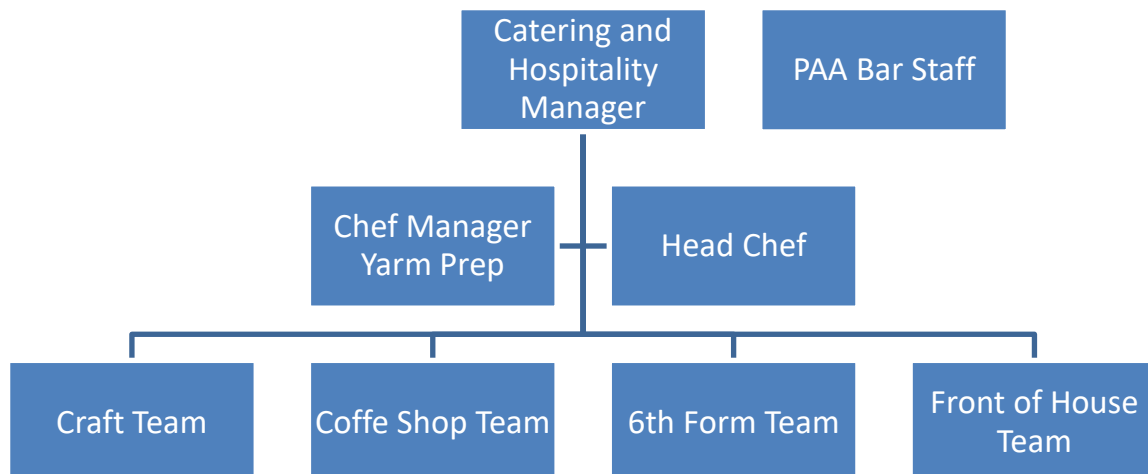 Catering and
Hospitality
Manager
PAA Bar Staff
Chef Manager
Yarm Prep
Head Chef
Craft Team
Coffe Shop Team
6th Form Team
Front of House
Team